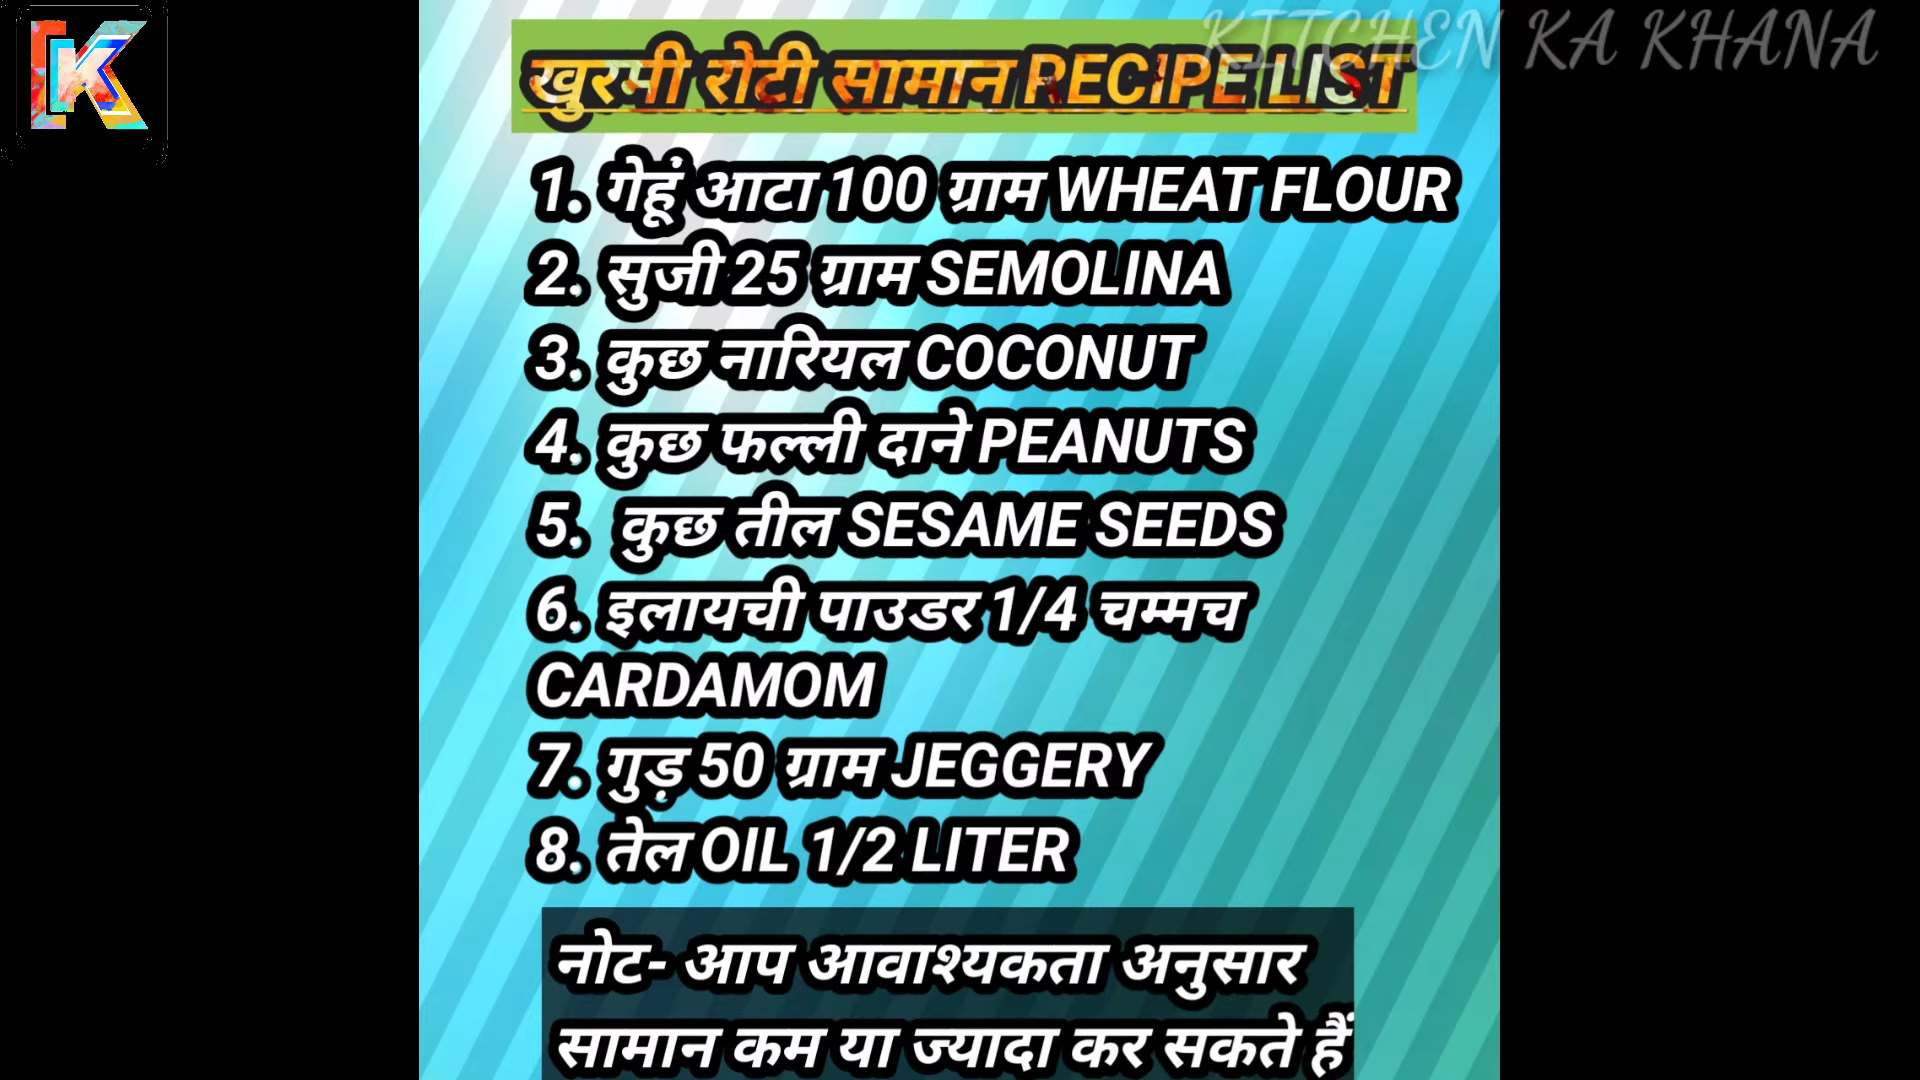 KITCHEN KA KHANA
खुरमी रोटी सामान RECIPE LIST
1. गेहूं आटा 100 ग्राम WHEAT FLOUR
2. सुजी 25 ग्राम SEMOLINA
3. कुछ नारियल COCONUT
4. कुछ फल्ली दाने PEANUTS
5. कुछ तील SESAME SEEDS
6. इलायची पाउडर 1/4 चम्मच
CARDAMOM
7. गुड़ 50 ग्राम JEGGERY
8. तेल OIL 1/2 LITER
नोट- आप आवाश्यकता अनुसार
सामान कम या ज्यादा कर सकते हैं